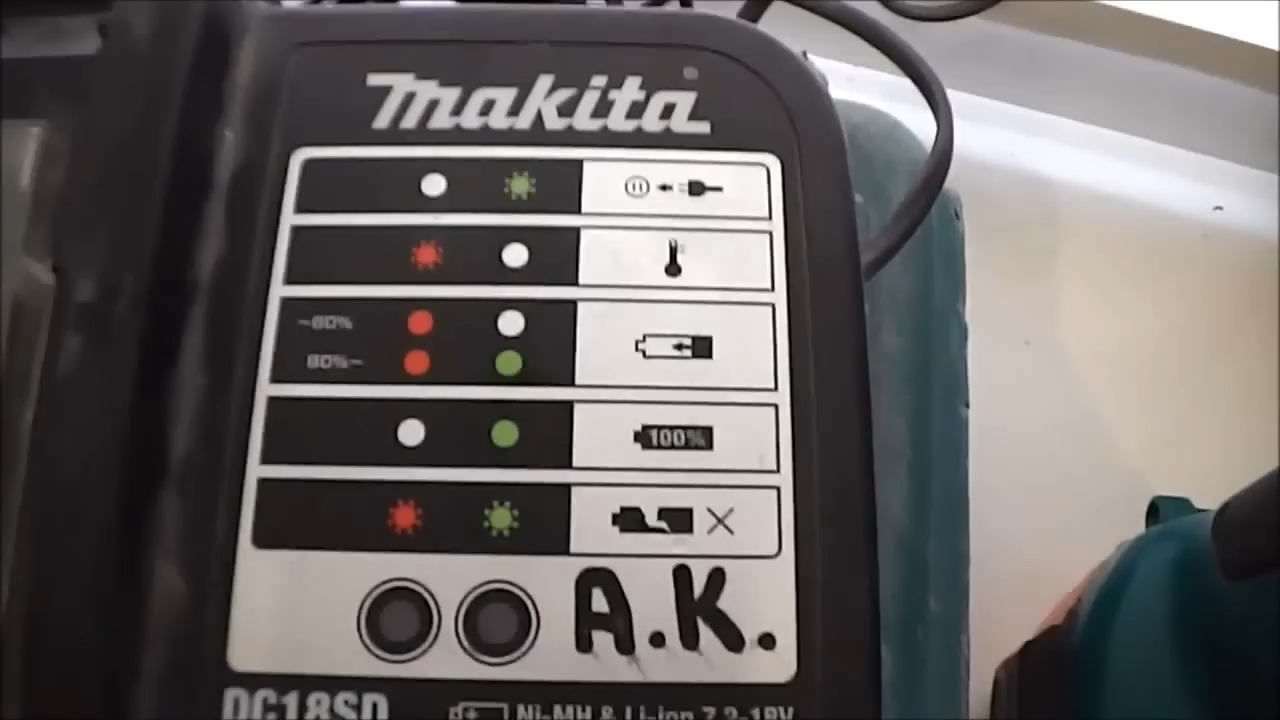 makita
~80%
80%~
100%
A.K.
DC18SD
Ni-MH & Li-ion 7.2-18V